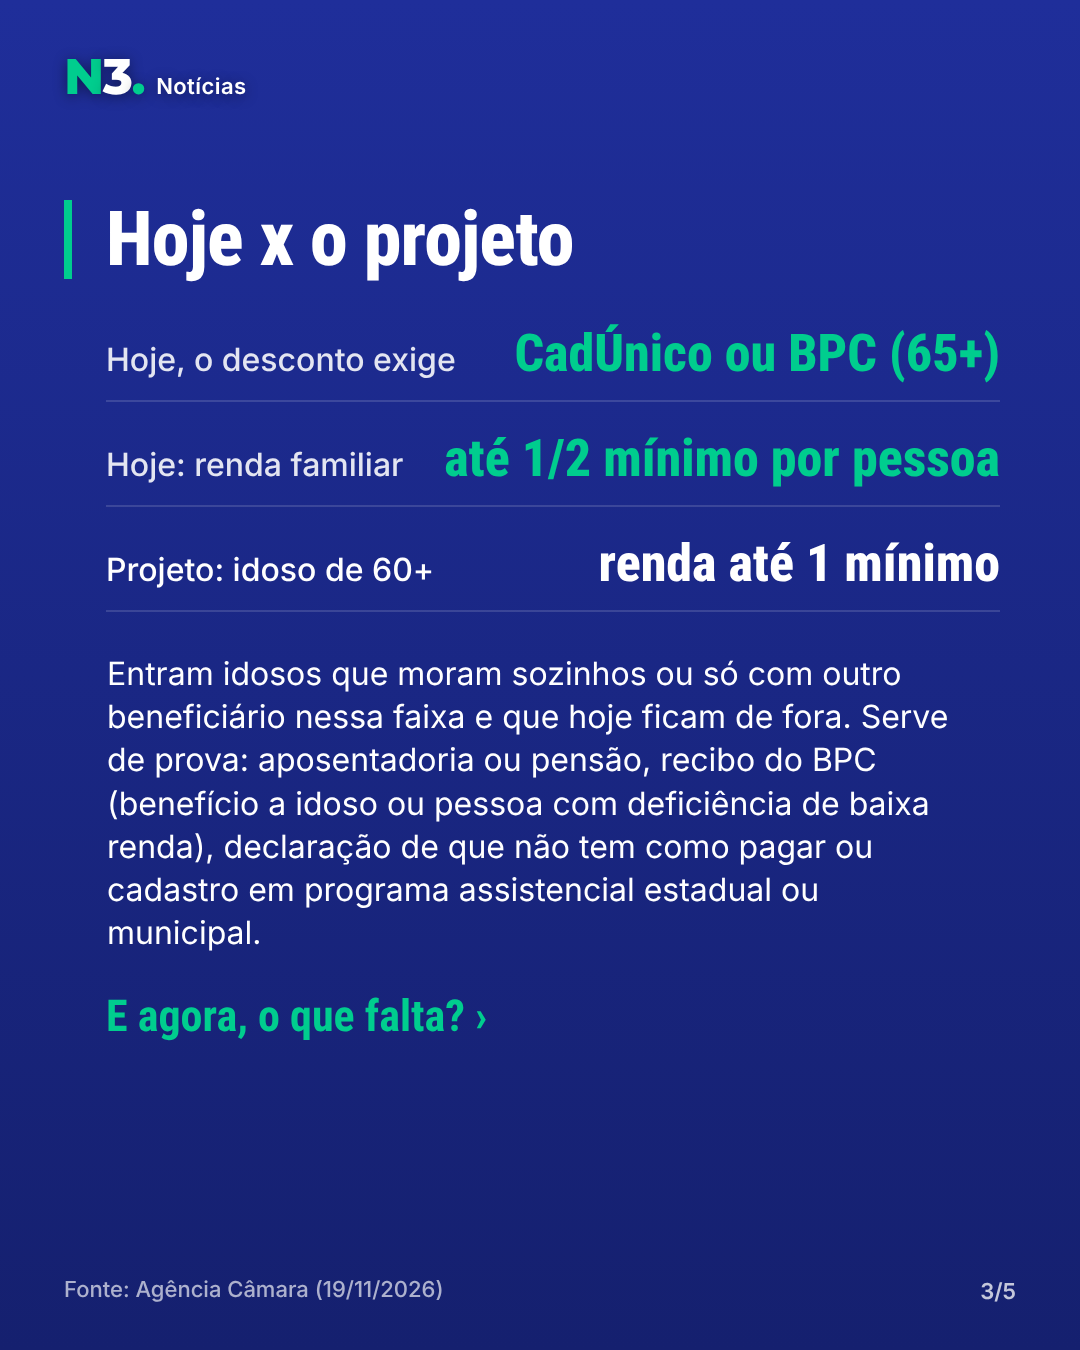 N3. Notícias
Hoje x o projeto
Hoje, o desconto exige CadÚnico ou BPC (65+)
Hoje: renda familiar até 1/2 mínimo por pessoa
Projeto: idoso de 60+ renda até 1 mínimo
Entram idosos que moram sozinhos ou só com outro
beneficiário nessa faixa e que hoje ficam de fora. Serve
de prova: aposentadoria ou pensão, recibo do BPC
(benefício a idoso ou pessoa com deficiência de baixa
renda), declaração de que não tem como pagar ou
cadastro em programa assistencial estadual ou
municipal.
E agora, o que falta? ›
Fonte: Agência Câmara (19/11/2026)
3/5